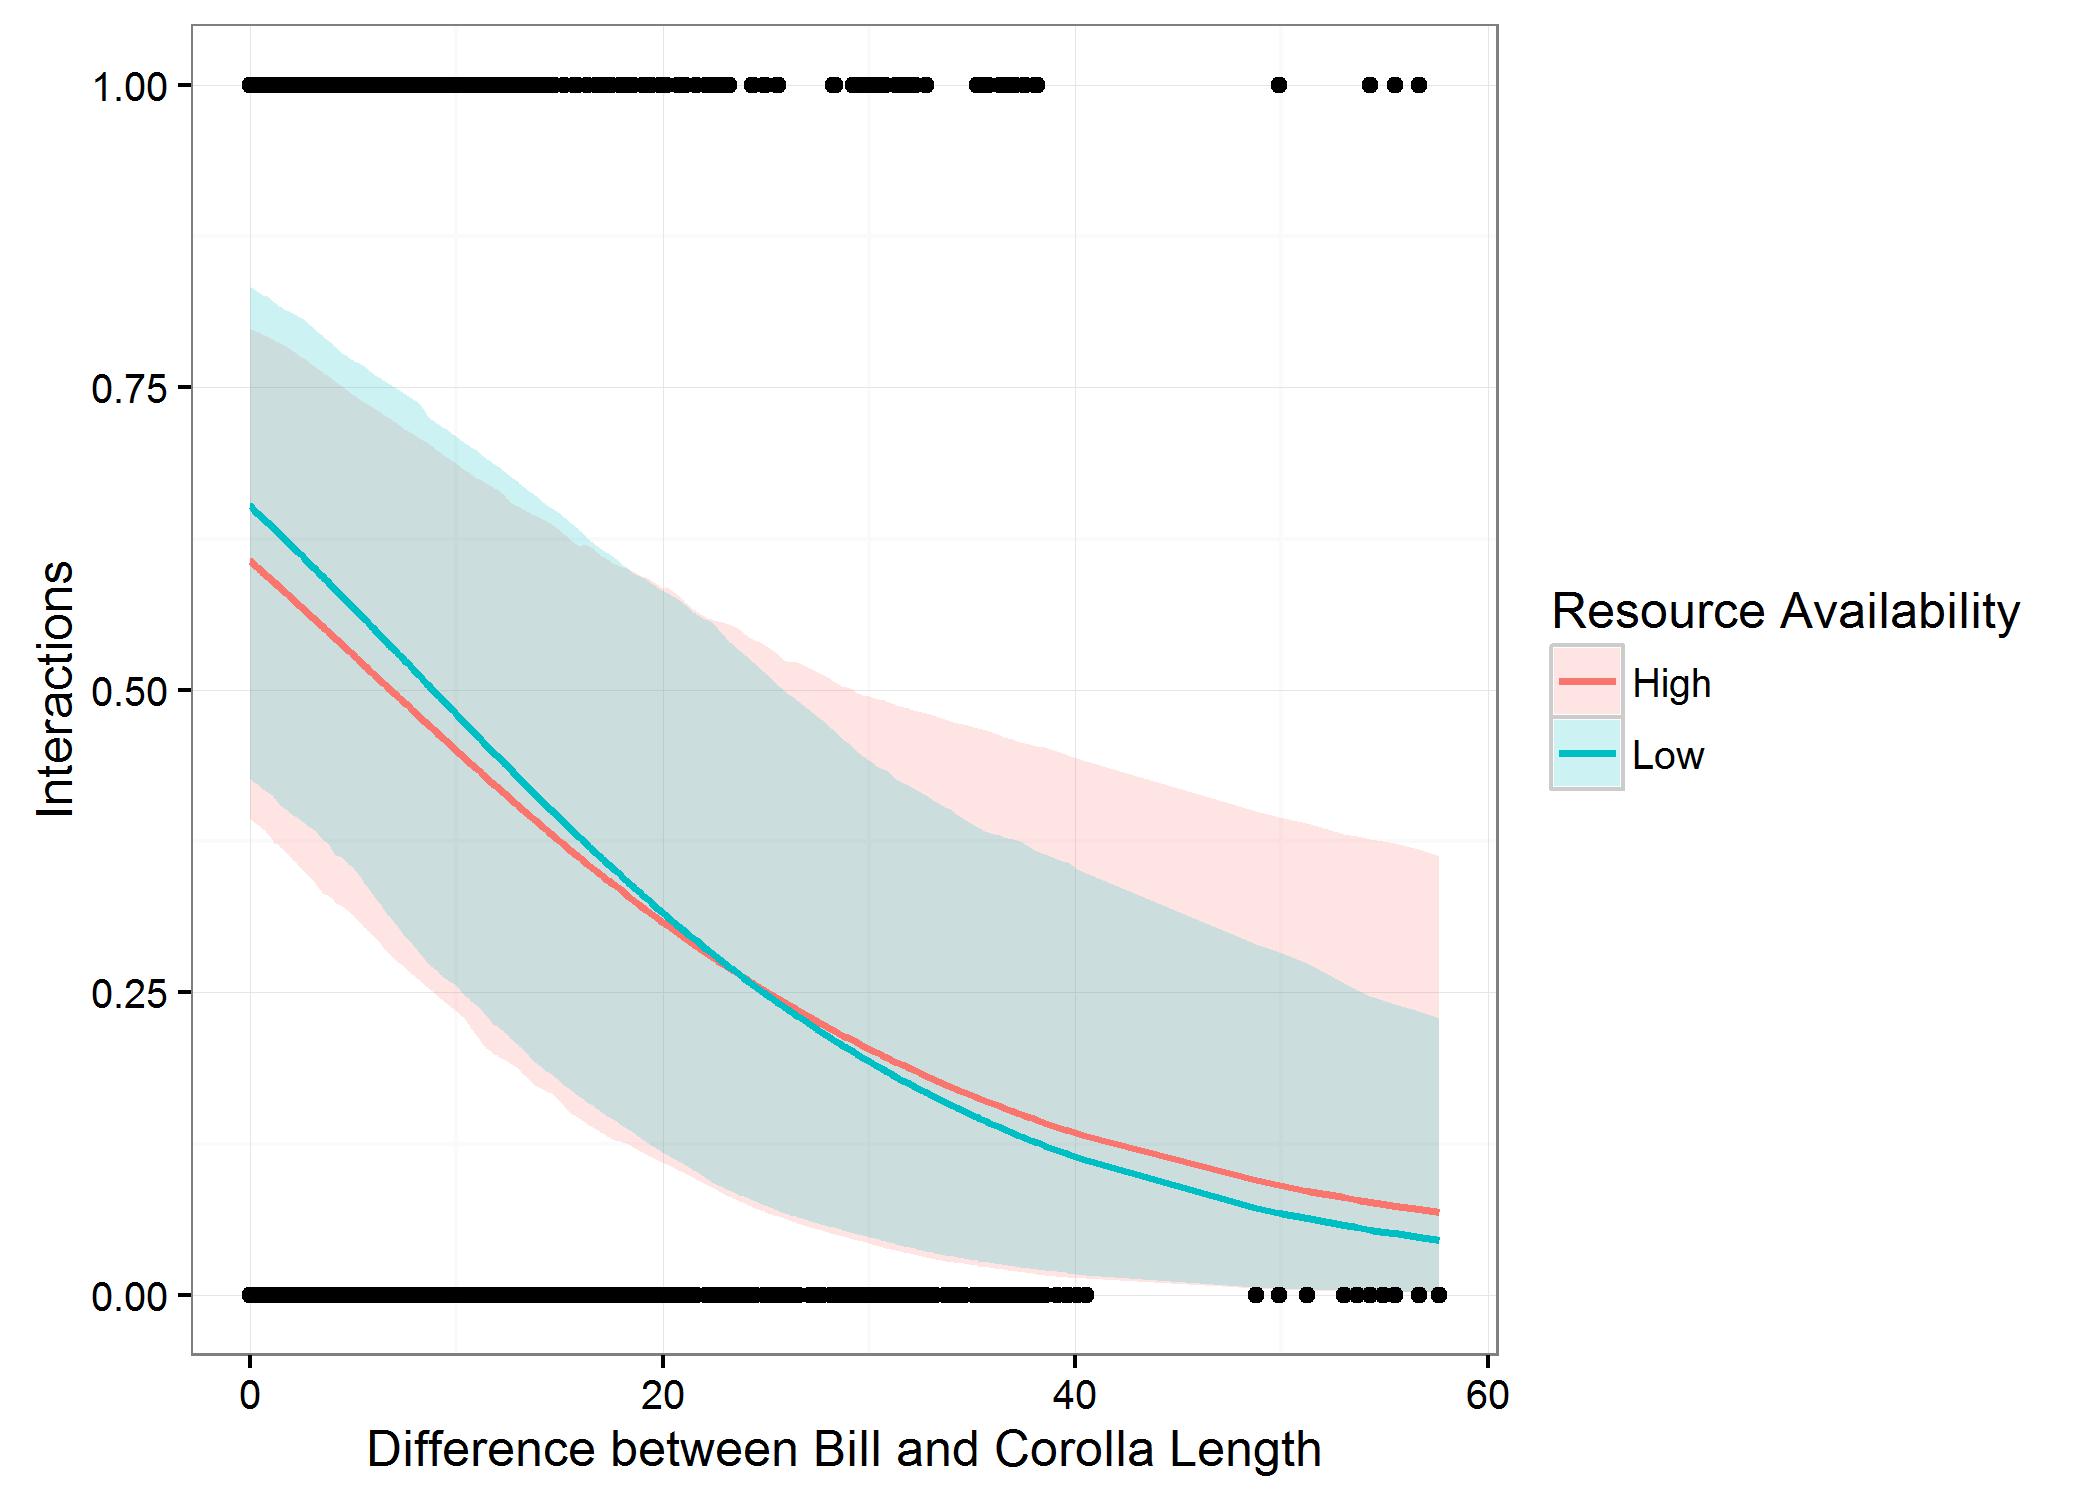 1.00
0.75
0.50
0.25
0.00
Interactions
0
20
40
60
Difference between Bill and Corolla Length
Resource Availability
High
Low